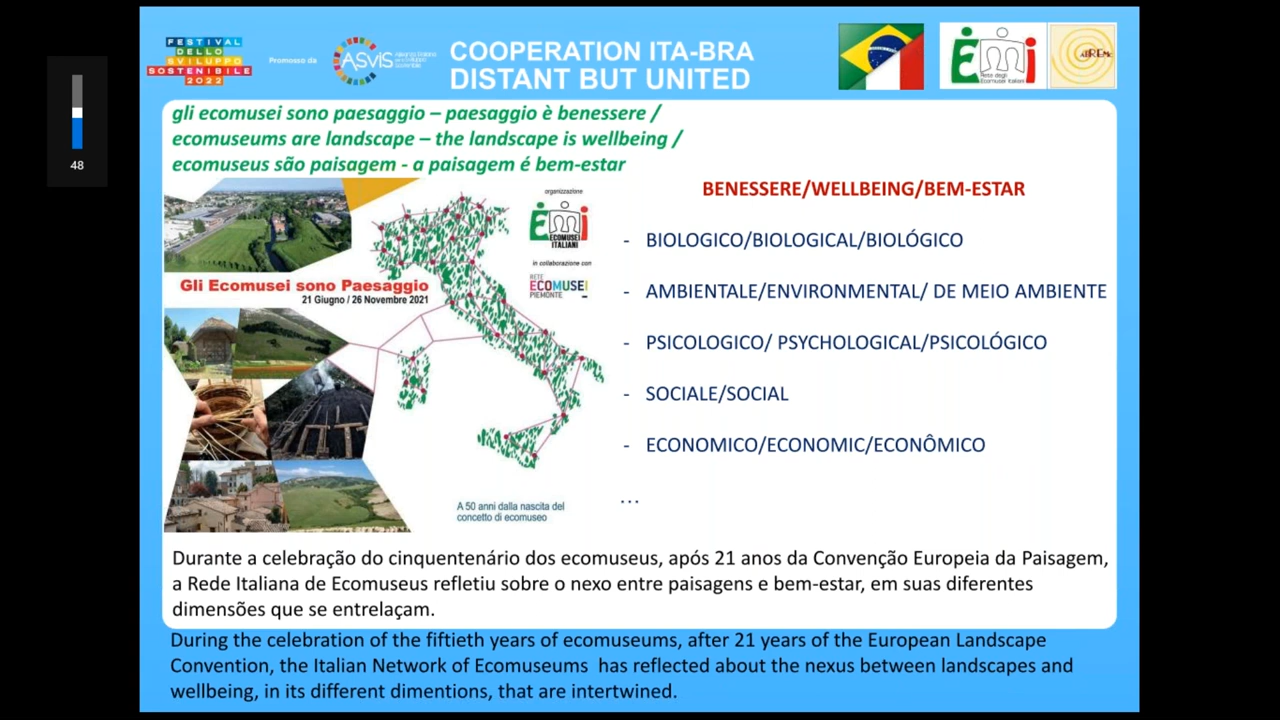 48
FESTIVAL
DELLO
SVILUPPO
SOSTENIBILE
2022
Promosso da
ASVIS
COOPERATION ITA-BRA
DISTANT BUT UNITED
Rete degli
Ecomusei Italiani
gli ecomusei sono paesaggio – paesaggio è benessere /
ecomuseums are landscape – the landscape is wellbeing /
ecomuseus são paisagem - a paisagem é bem-estar
organizzazione
ECOMUSEI
ITALIANI
in collaborazione con
RETE
ECOMUSEI
PIEMONTE
Gli Ecomusei sono Paesaggio
21 Giugno / 26 Novembre 2021
A 50 anni dalla nascita del
concetto di ecomuseo
BENESSERE/WELLBEING/BEM-ESTAR
- BIOLOGICO/BIOLOGICAL/BIOLÓGICO
- AMBIENTALE/ENVIRONMENTAL/ DE MEIO AMBIENTE
- PSICOLOGICO/ PSYCHOLOGICAL/PSICOLÓGICO
- SOCIALE/SOCIAL
- ECONOMICO/ECONOMIC/ECONÔMICO
...
Durante a celebração do cinquentenário dos ecomuseus, após 21 anos da Convenção Europeia da Paisagem,
a Rede Italiana de Ecomuseus refletiu sobre o nexo entre paisagens e bem-estar, em suas diferentes
dimensões que se entrelaçam.
During the celebration of the fiftieth years of ecomuseums, after 21 years of the European Landscape
Convention, the Italian Network of Ecomuseums has reflected about the nexus between landscapes and
wellbeing, in its different dimentions, that are intertwined.